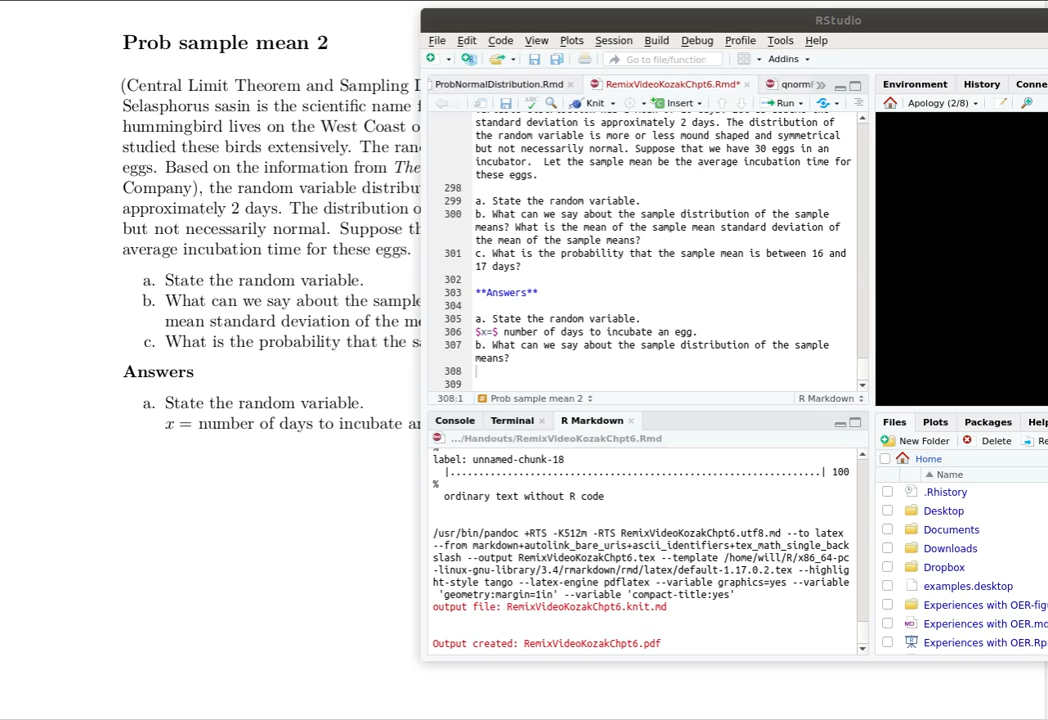 Prob sample mean 2
(Central Limit Theorem and Sampling
Selasphorus sasin is the scientific name
hummingbird lives on the West Coast
studied these birds extensively. The
eggs. Based on the information from The
Company), the random variable
approximately 2 days. The distribution
but not necessarily normal. Suppose
average incubation time for these eggs.
a. State the random variable.
b. What can we say about the sample
mean standard deviation of the
c. What is the probability that the
Answers
a. State the random variable.
x = number of days to incubate
RStudio
File Edit Code View Plots Session Build Debug Profile Tools Help
Go to file/function Addins
ProbNormalDistribution.Rmd RemixVideoKozakChpt6.Rmd*
Knit Insert Run
standard deviation is approximately 2 days. The distribution of
the random variable is more or less mound shaped and symmetrical
but not necessarily normal. Suppose that we have 30 eggs in an
incubator. Let the sample mean be the average incubation time for
these eggs.
298
299 a. State the random variable.
300 b. What can we say about the sample distribution of the sample
means? What is the mean of the sample mean standard deviation of
the mean of the sample means?
301 c. What is the probability that the sample mean is between 16 and
17 days?
302
303 **Answers**
304
305 a. State the random variable.
306 $x=$ number of days to incubate an egg.
307 b. What can we say about the sample distribution of the sample
means?
308
309
308:1 Prob sample mean 2 R Markdown
Console Terminal R Markdown
.../Handouts/RemixVideoKozakChpt6.Rmd
%
label: unnamed-chunk-18
|.................................................................| 100
%
ordinary text without R code
/usr/bin/pandoc +RTS -K512m -RTS RemixVideoKozakChpt6.utf8.md --to latex
--from markdown+autolink_bare_uris+ascii_identifiers+tex_math_single_back
slash --output RemixVideoKozakChpt6.tex --template /home/will/R/x86_64-pc
-linux-gnu-library/3.4/rmarkdown/rmd/latex/default-1.17.0.2.tex --highlig
ht-style tango --latex-engine pdflatex --variable graphics=yes --variable
'geometry:margin=1in' --variable 'compact-title:yes'
output file: RemixVideoKozakChpt6.knit.md
Output created: RemixVideoKozakChpt6.pdf
Environment History
Apology (2/8)
Files Plots Packages
New Folder Delete
Home
Name
.Rhistory
Desktop
Documents
Downloads
Dropbox
examples.desktop
Experiences with
Experiences with
Experiences with